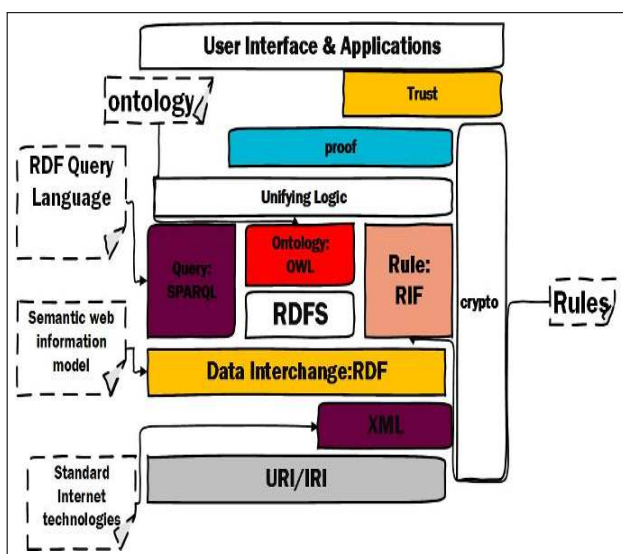 User Interface & Applications
Trust
ontology
proof
RDF Query
Language
Unifying Logic
Query:
SPARQL
Ontology:
OWL
Rule:
RIF
RDFS
crypto
Rules
Semantic web
information
model
Data Interchange:RDF
XML
Standard
Internet
technologies
URI/IRI